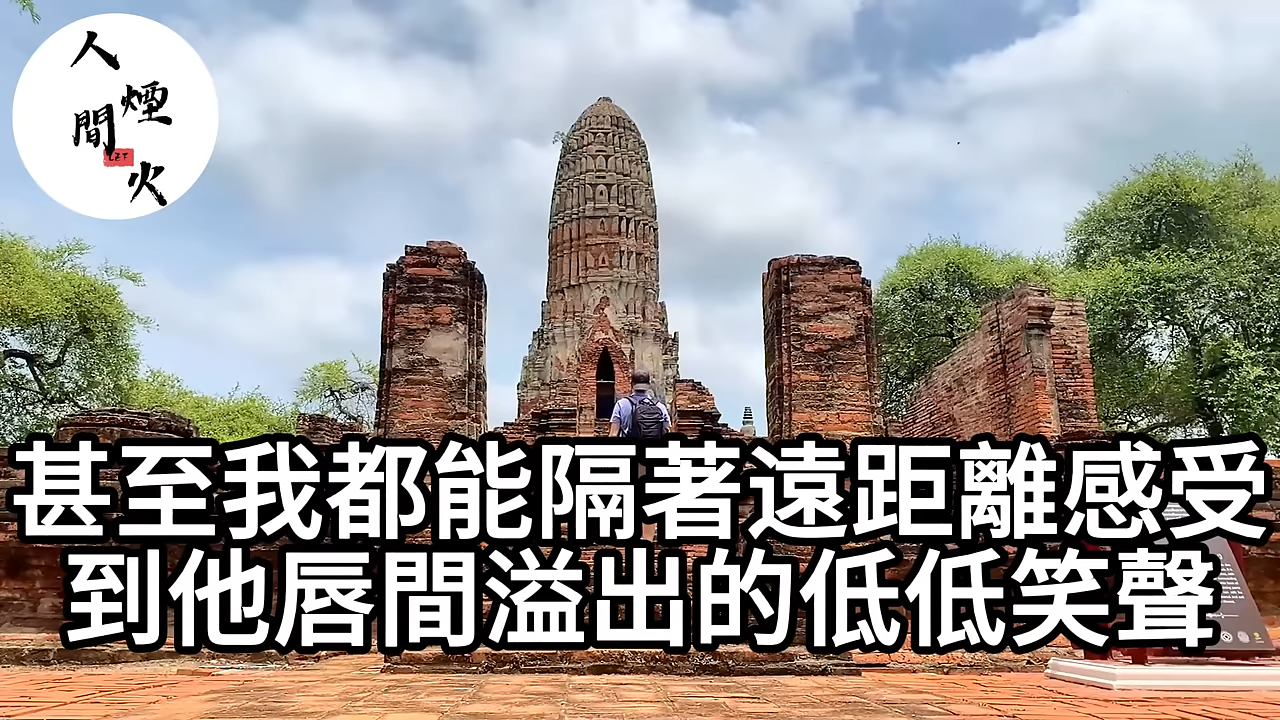 人間煙火
LZT
甚至我都能隔著遠距離感受
到他唇間溢出的低低笑聲